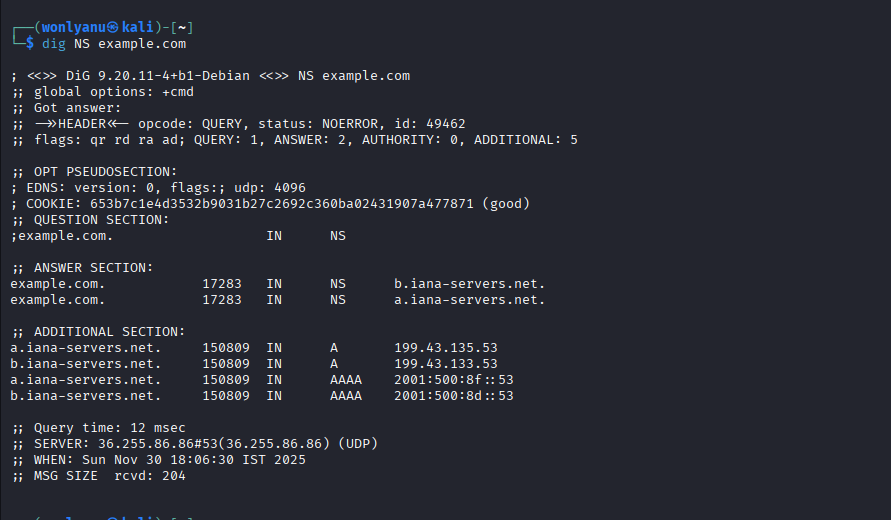 ┌──(wonlyanu㉿kali)-[~]
└─$ dig NS example.com

; <<>> DiG 9.20.11-4+b1-Debian <<>> NS example.com
;; global options: +cmd
;; Got answer:
;; ->>HEADER<<- opcode: QUERY, status: NOERROR, id: 49462
;; flags: qr rd ra ad; QUERY: 1, ANSWER: 2, AUTHORITY: 0, ADDITIONAL: 5

;; OPT PSEUDOSECTION:
; EDNS: version: 0, flags:; udp: 4096
; COOKIE: 653b7c1e4d3532b9031b27c2692c360ba02431907a477871 (good)
;; QUESTION SECTION:
;example.com. IN NS

;; ANSWER SECTION:
example.com. 17283 IN NS b.iana-servers.net.
example.com. 17283 IN NS a.iana-servers.net.

;; ADDITIONAL SECTION:
a.iana-servers.net. 150809 IN A 199.43.135.53
b.iana-servers.net. 150809 IN A 199.43.133.53
a.iana-servers.net. 150809 IN AAAA 2001:500:8f::53
b.iana-servers.net. 150809 IN AAAA 2001:500:8d::53

;; Query time: 12 msec
;; SERVER: 36.255.86.86#53(36.255.86.86) (UDP)
;; WHEN: Sun Nov 30 18:06:30 IST 2025
;; MSG SIZE rcvd: 204